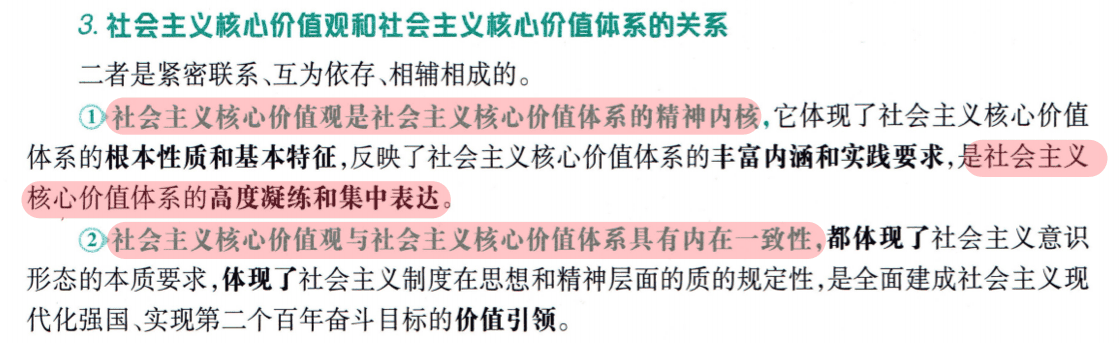 3. 社会主义核心价值观和社会主义核心价值体系的关系
二者是紧密联系、互为依存、相辅相成的。
①社会主义核心价值观是社会主义核心价值体系的精神内核,它体现了社会主义核心价值
体系的根本性质和基本特征,反映了社会主义核心价值体系的丰富内涵和实践要求,是社会主义
核心价值体系的高度凝练和集中表达。
②社会主义核心价值观与社会主义核心价值体系具有内在一致性,都体现了社会主义意识
形态的本质要求,体现了社会主义制度在思想和精神层面的质的规定性,是全面建成社会主义现
代化强国、实现第二个百年奋斗目标的价值引领。